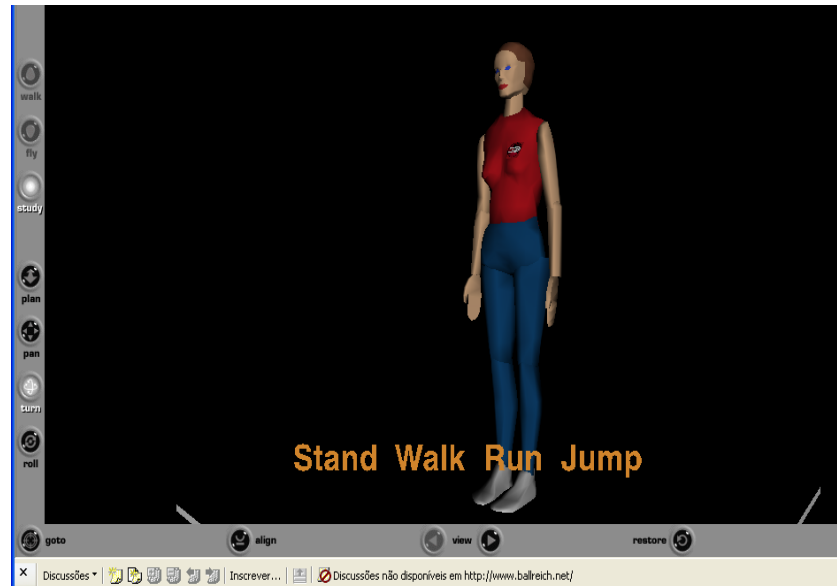 walk
fly
study
plan
pan
turn
roll
Stand Walk Run Jump
goto align view restore
× Discussões Inscrever... Discussões não disponíveis em http://www.ballreich.net/